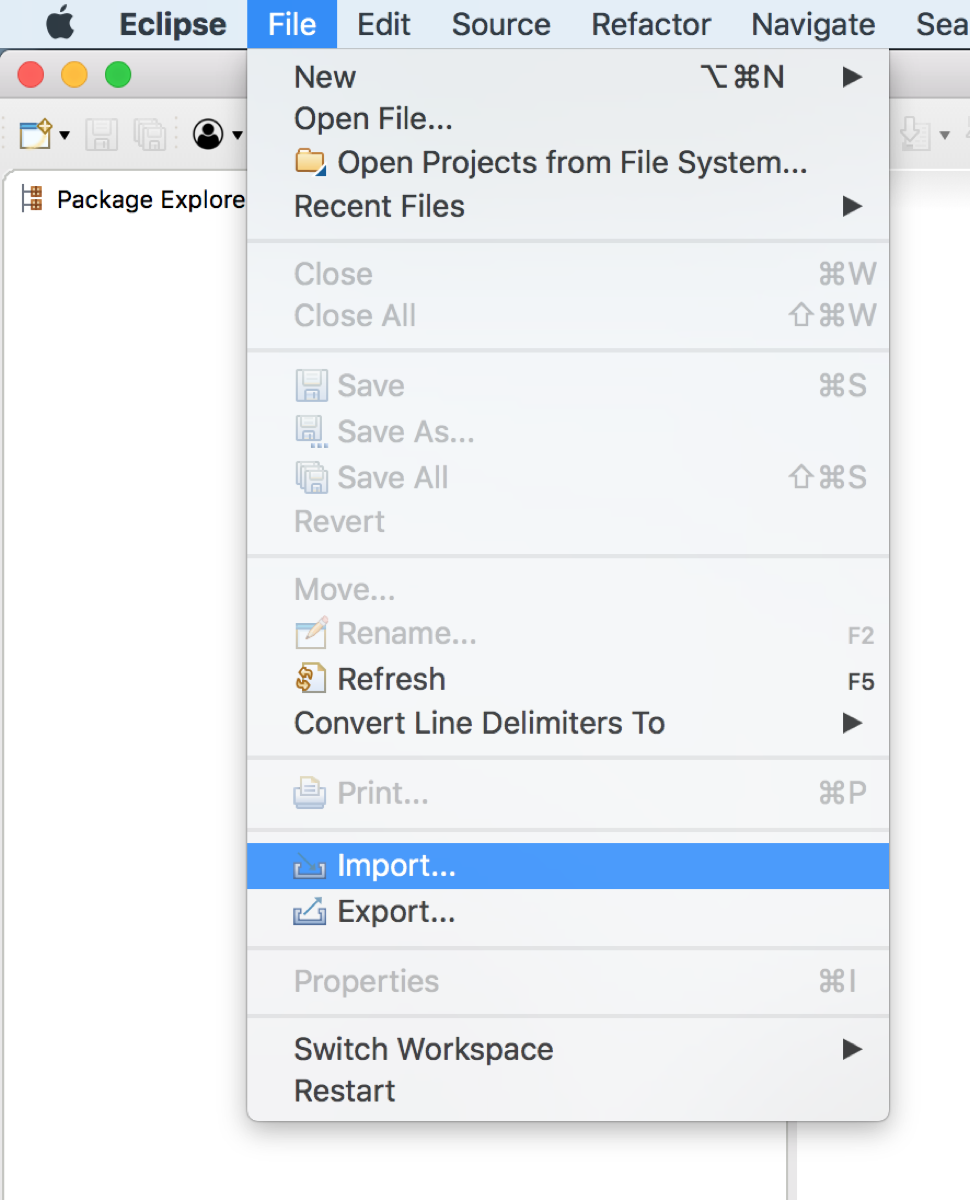 Eclipse File Edit Source Refactor Navigate Sea
New ⌥⌘N ▶
Open File...
Open Projects from File System...
Package Explore
Recent Files ▶
Close ⌘W
Close All ⇧⌘W
Save ⌘S
Save As...
Save All ⇧⌘S
Revert
Move...
Rename... F2
Refresh F5
Convert Line Delimiters To ▶
Print... ⌘P
Import...
Export...
Properties ⌘I
Switch Workspace ▶
Restart